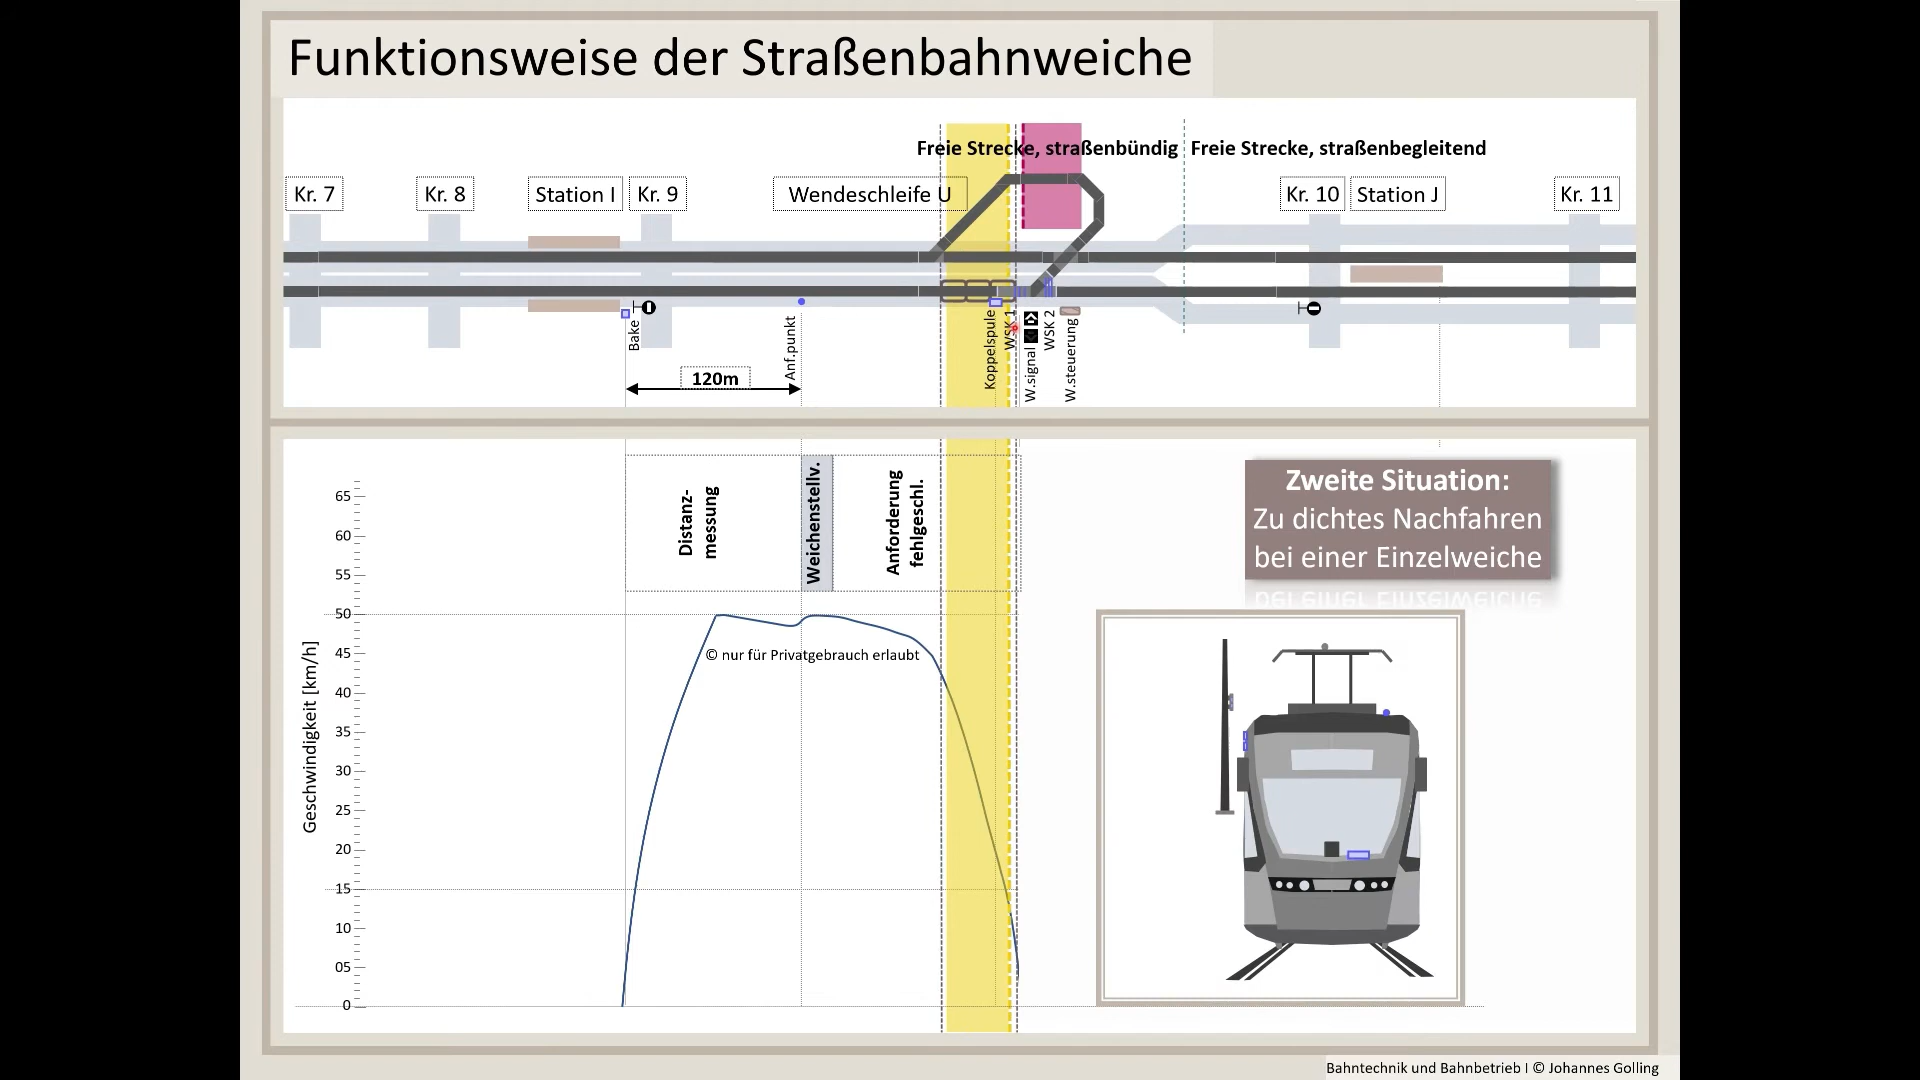 Funktionsweise der Straßenbahnweiche
Freie Strecke, straßenbündig
Freie Strecke, straßenbegleitend
Kr. 7
Kr. 8
Station I
Kr. 9
Wendeschleife U
Kr. 10
Station J
Kr. 11
Bake
120m
Anf.punkt
Koppelspule
WSK 1
W.signal
WSK 2
W.steuerung
Distanz-
messung
Weichenstellv.
Anforderung
fehlgeschl.
Zweite Situation:
Zu dichtes Nachfahren
bei einer Einzelweiche
Geschwindigkeit [km/h]
65
60
55
50
45
40
35
30
25
20
15
10
05
0
© nur für Privatgebrauch erlaubt
Bahntechnik und Bahnbetrieb I © Johannes Golling